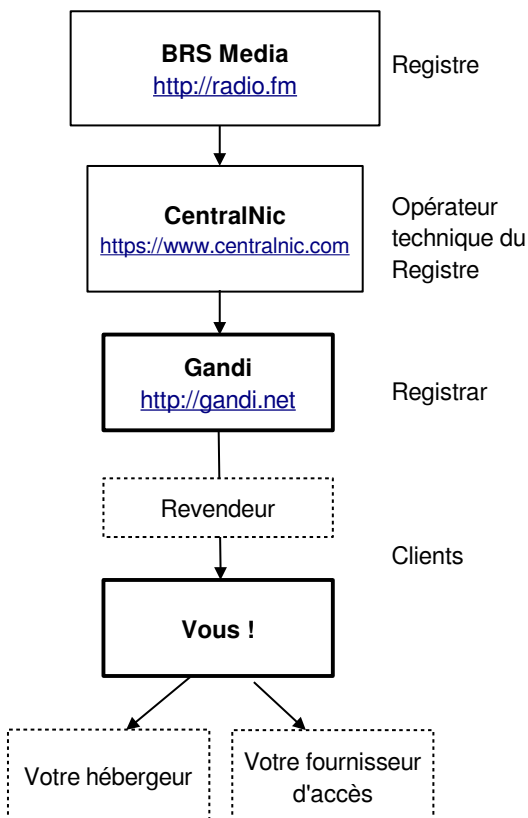 BRS Media
http://radio.fm
Registre
CentralNic
https://www.centralnic.com
Opérateur
technique du
Registre
Gandi
http://gandi.net
Registrar
Revendeur
Clients
Vous !
Votre hébergeur
Votre fournisseur
d'accès